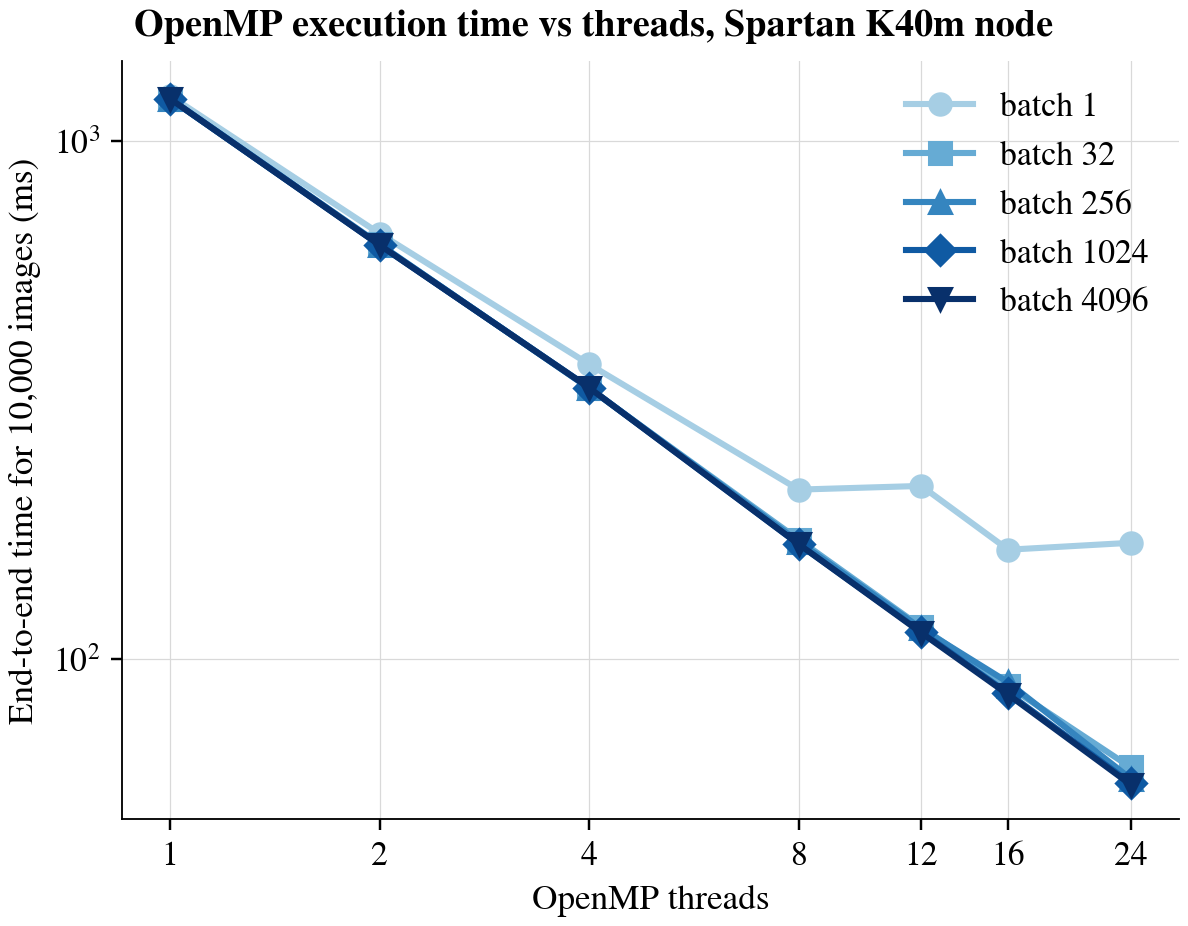 OpenMP execution time vs threads, Spartan K40m node
End-to-end time for 10,000 images (ms)
10³
10²
batch 1
batch 32
batch 256
batch 1024
batch 4096
1 2 4 8 12 16 24
OpenMP threads